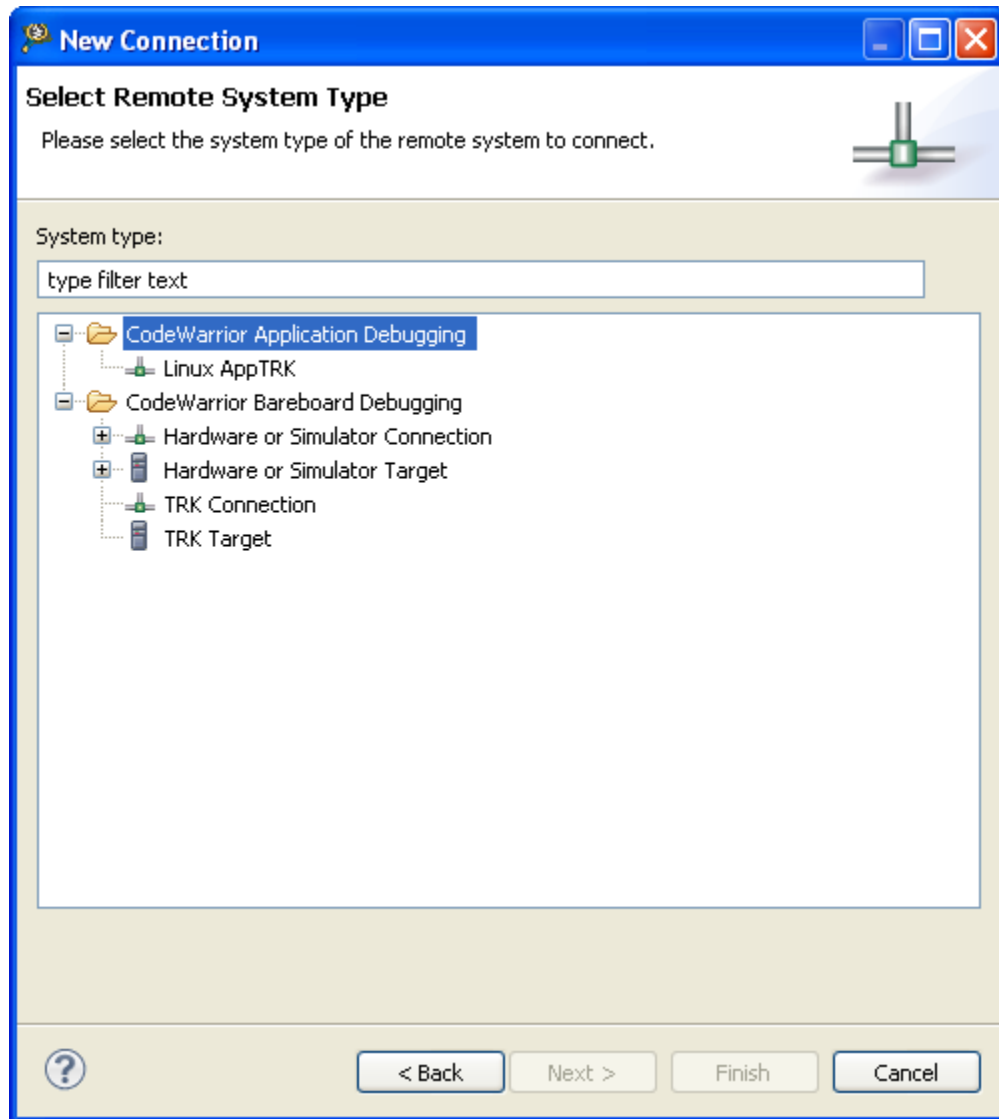 New Connection
Select Remote System Type
Please select the system type of the remote system to connect.
System type:
type filter text
CodeWarrior Application Debugging
Linux AppTRK
CodeWarrior Bareboard Debugging
Hardware or Simulator Connection
Hardware or Simulator Target
TRK Connection
TRK Target
? < Back Next > Finish Cancel